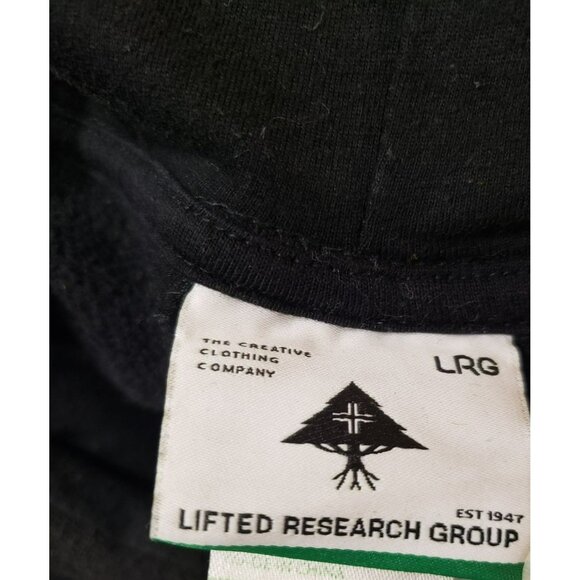 THE CREATIVE
CLOTHING
COMPANY
LRG
EST 1947
LIFTED RESEARCH GROUP